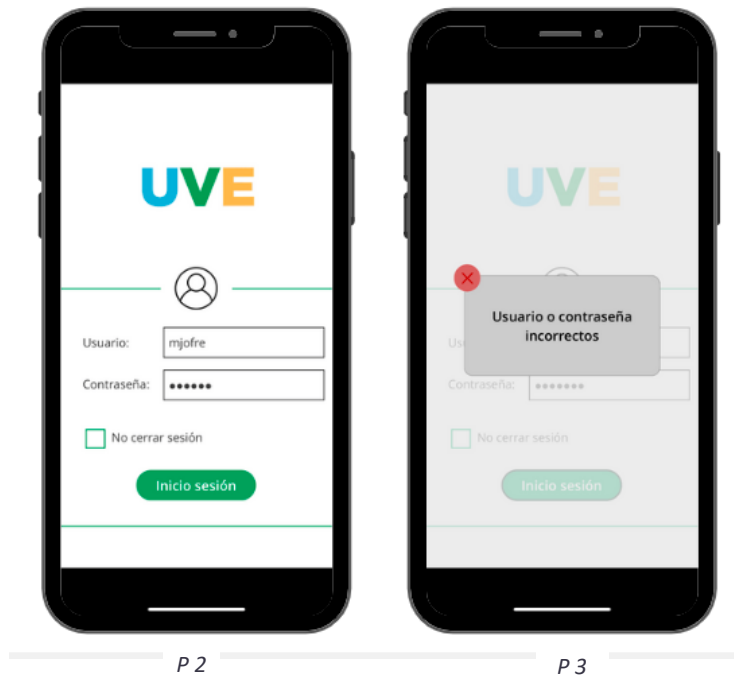 UVE
Usuario: mjofre
Contraseña: ••••••
No cerrar sesión
Inicio sesión
P 2
UVE
Usuario o contraseña
incorrectos
Us
Contraseña: •••••••
No cerrar sesión
Inicio sesión
P 3